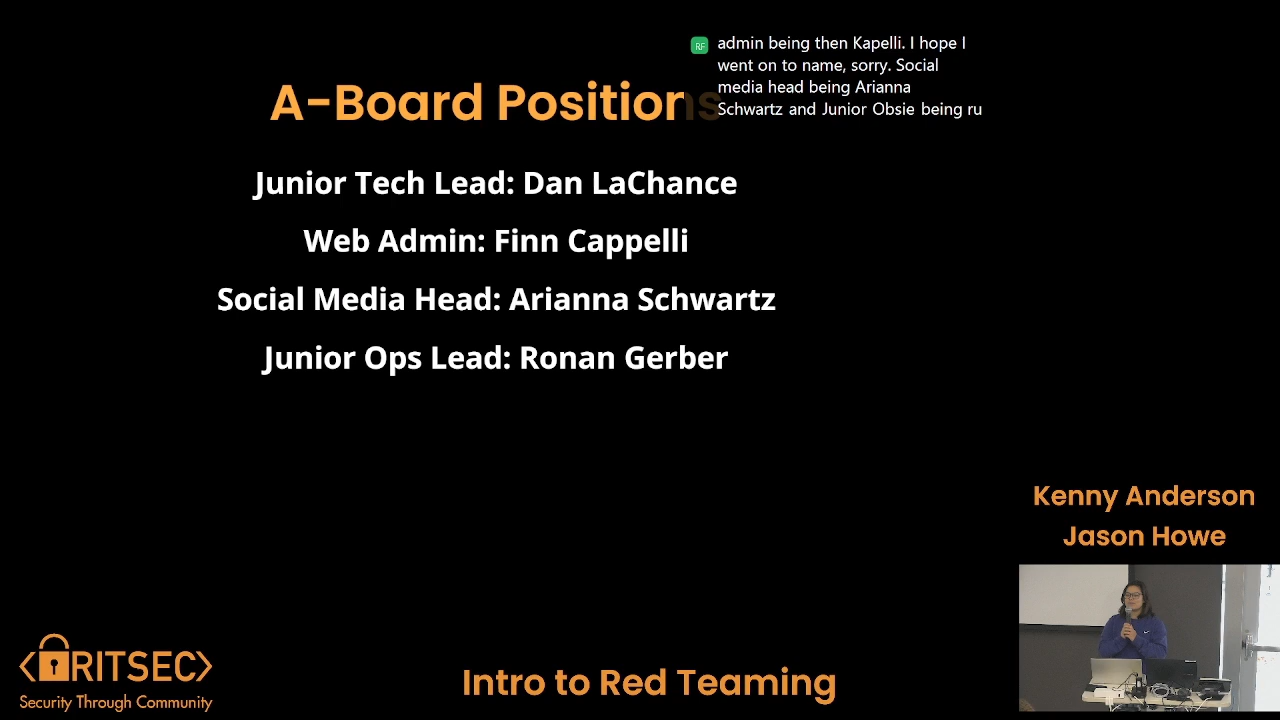 RF
admin being then Kapelli. I hope I
went on to name, sorry. Social
media head being Arianna
Schwartz and Junior Obsie being ru
A-Board Positions
Junior Tech Lead: Dan LaChance
Web Admin: Finn Cappelli
Social Media Head: Arianna Schwartz
Junior Ops Lead: Ronan Gerber
Kenny Anderson
Jason Howe
RITSEC
Security Through Community
Intro to Red Teaming